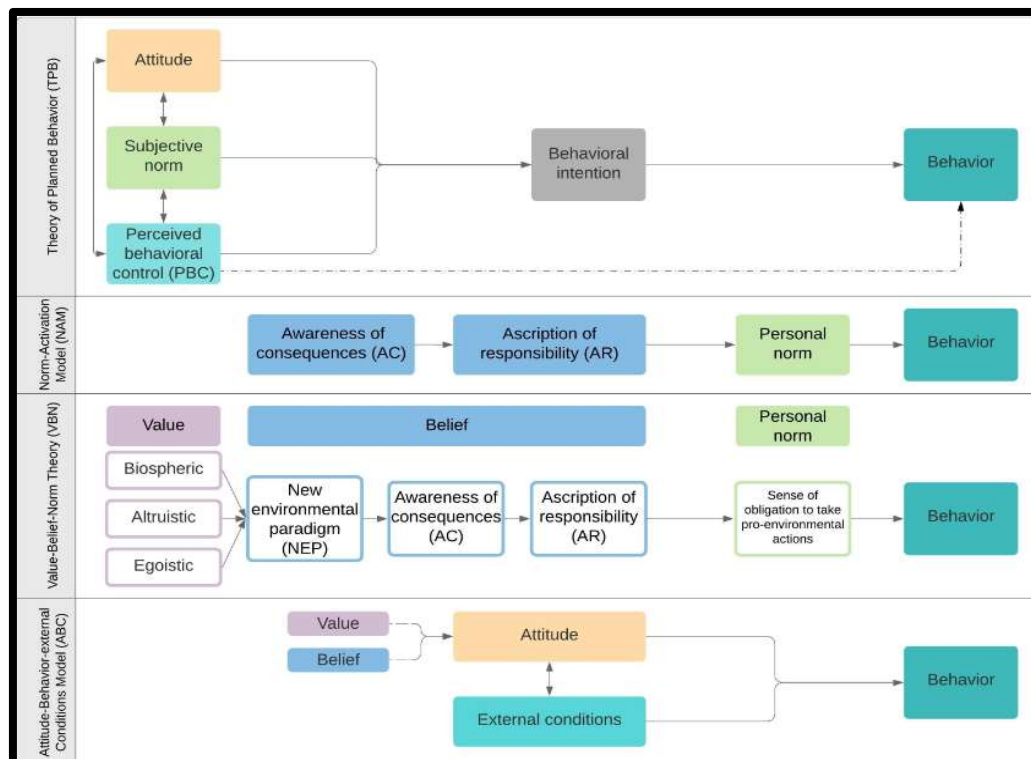 Theory of Planned Behavior (TPB)
Attitude
Subjective
norm
Perceived
behavioral
control (PBC)
Behavioral
intention
Behavior
Norm-Activation
Model (NAM)
Awareness of
consequences (AC)
Ascription of
responsibility (AR)
Personal
norm
Behavior
Value-Belief-Norm Theory (VBN)
Value
Belief
Personal
norm
Biospheric
Altruistic
Egoistic
New
environmental
paradigm
(NEP)
Awareness of
consequences
(AC)
Ascription of
responsibility
(AR)
Sense of
obligation to take
pro-environmental
actions
Behavior
Attitude-Behavior-external
Conditions Model (ABC)
Value
Belief
Attitude
External conditions
Behavior